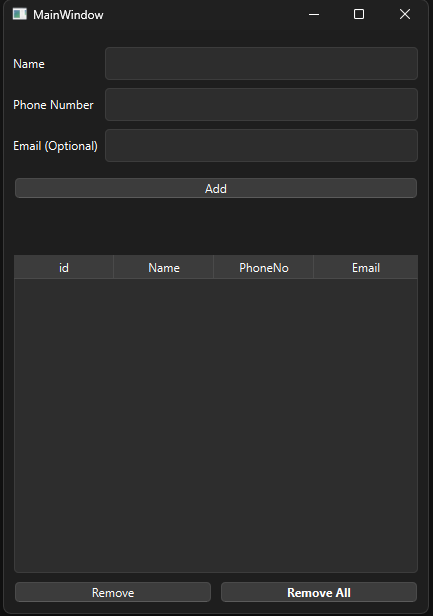 MainWindow
Name
Phone Number
Email (Optional)
Add
id Name PhoneNo Email
Remove Remove All